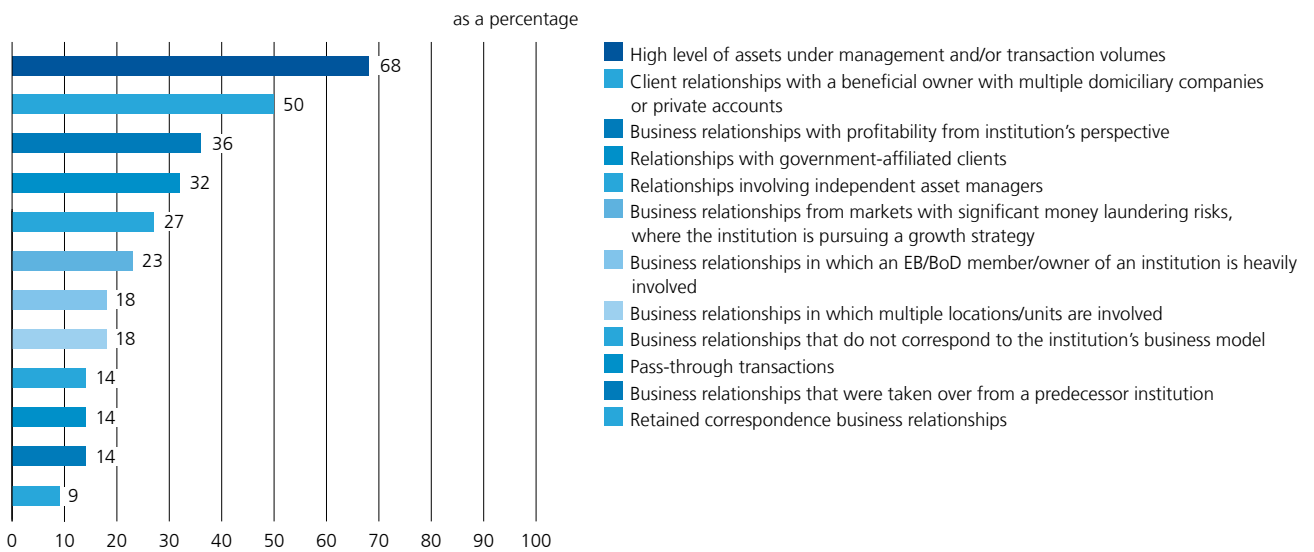 as a percentage
68
50
36
32
27
23
18
18
14
14
14
9
0 10 20 30 40 50 60 70 80 90 100
High level of assets under management and/or transaction volumes
Client relationships with a beneficial owner with multiple domiciliary companies
or private accounts
Business relationships with profitability from institution’s perspective
Relationships with government-affiliated clients
Relationships involving independent asset managers
Business relationships from markets with significant money laundering risks,
where the institution is pursuing a growth strategy
Business relationships in which an EB/BoD member/owner of an institution is heavily
involved
Business relationships in which multiple locations/units are involved
Business relationships that do not correspond to the institution’s business model
Pass-through transactions
Business relationships that were taken over from a predecessor institution
Retained correspondence business relationships